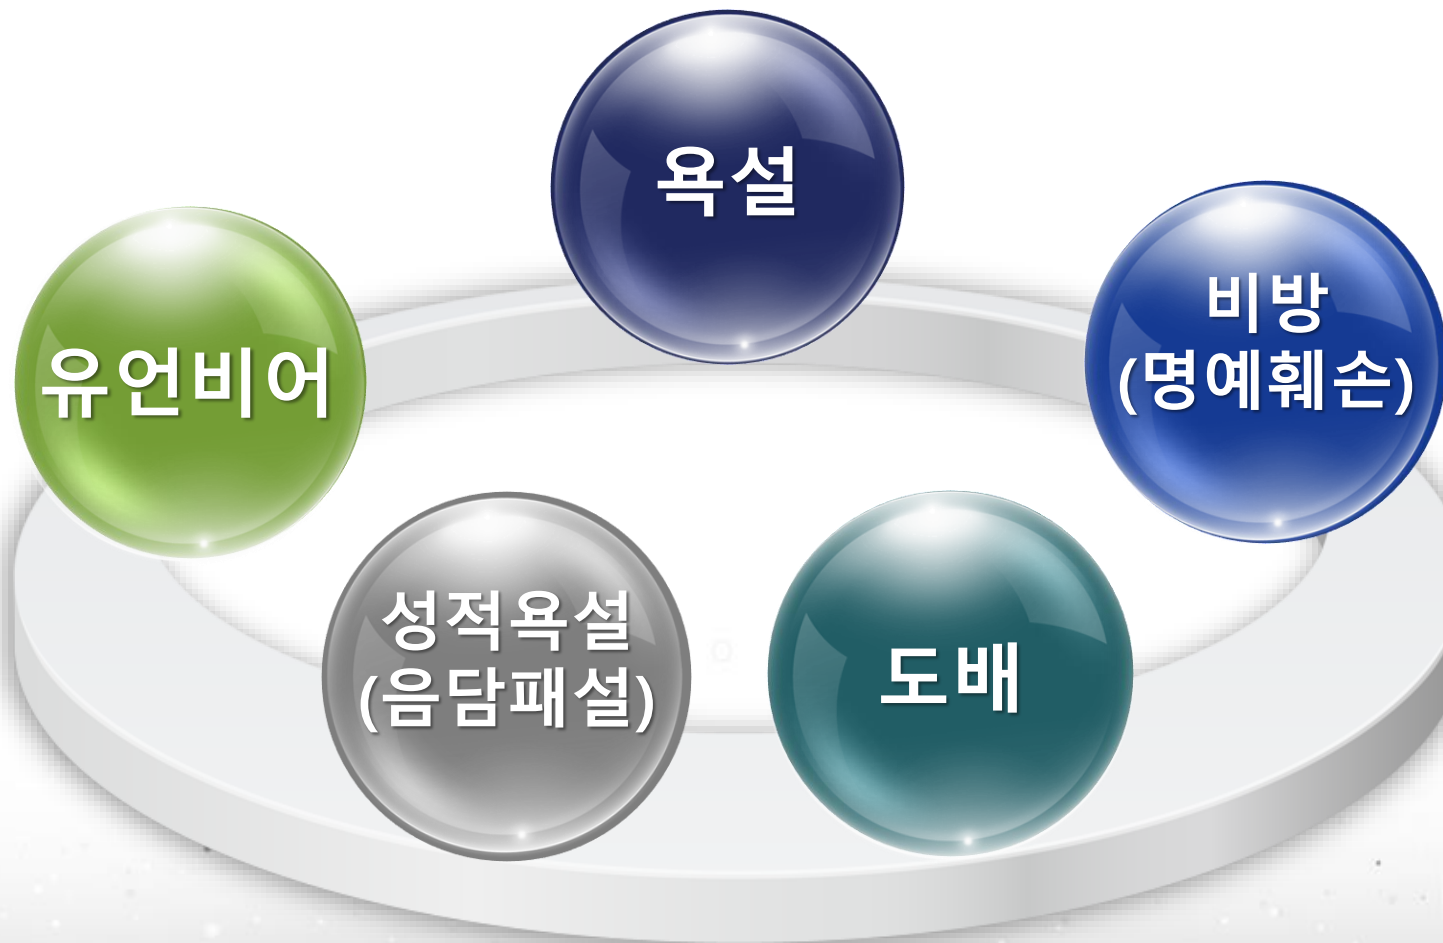 욕설
비방
(명예훼손)
유언비어
성적욕설
(음담패설)
도배